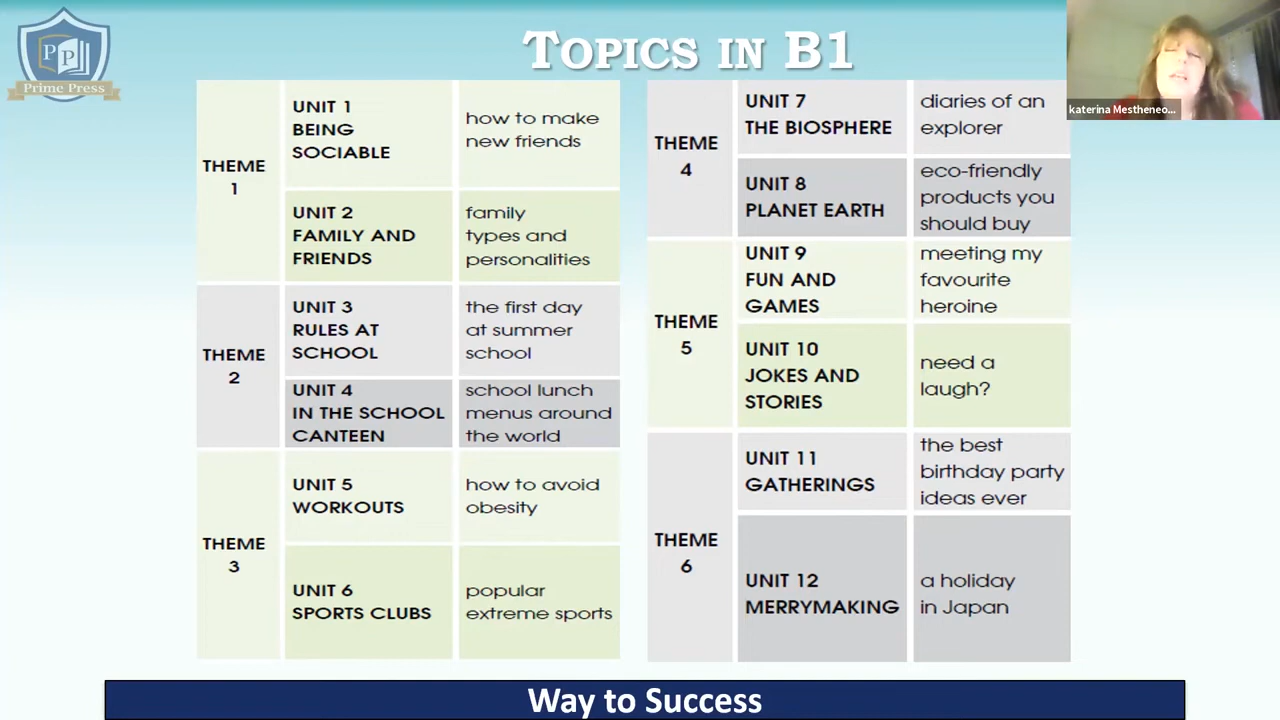 TOPICS IN B1
PP
Prime Press
katerina Mestheneo...
THEME
1
UNIT 1
BEING
SOCIABLE
how to make
new friends
UNIT 2
FAMILY AND
FRIENDS
family
types and
personalities
THEME
2
UNIT 3
RULES AT
SCHOOL
the first day
at summer
school
UNIT 4
IN THE SCHOOL
CANTEEN
school lunch
menus around
the world
THEME
3
UNIT 5
WORKOUTS
how to avoid
obesity
UNIT 6
SPORTS CLUBS
popular
extreme sports
THEME
4
UNIT 7
THE BIOSPHERE
diaries of an
explorer
UNIT 8
PLANET EARTH
eco-friendly
products you
should buy
THEME
5
UNIT 9
FUN AND
GAMES
meeting my
favourite
heroine
UNIT 10
JOKES AND
STORIES
need a
laugh?
THEME
6
UNIT 11
GATHERINGS
the best
birthday party
ideas ever
UNIT 12
MERRYMAKING
a holiday
in Japan
Way to Success